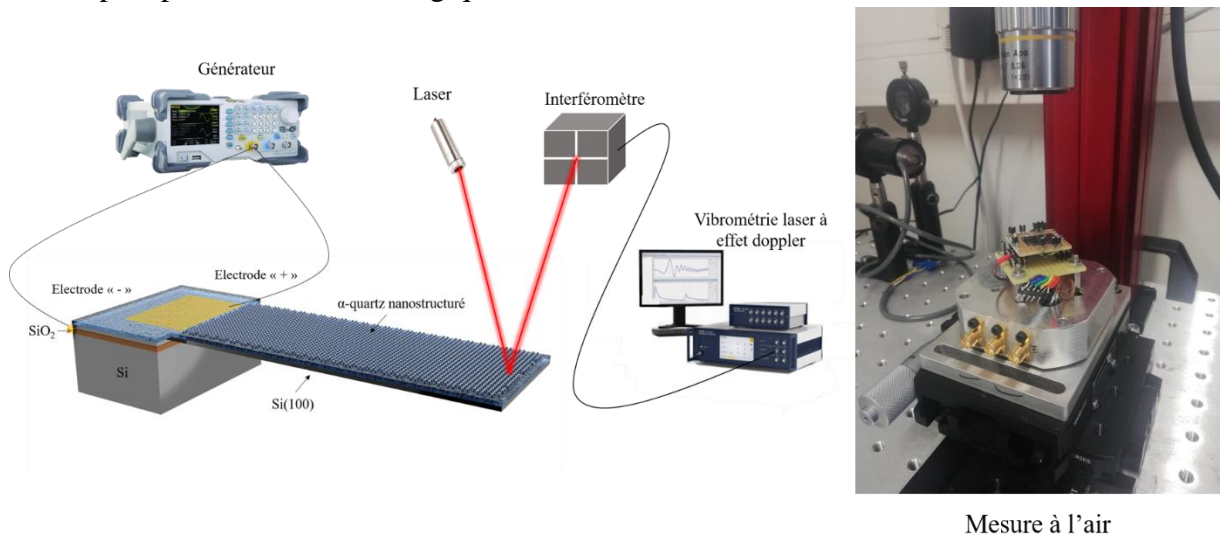 Générateur
Laser
Interféromètre
Vibrométrie laser à
effet doppler
Electrode « + »
Electrode « - »
α-quartz nanostructuré
SiO₂
Si
Si(100)
Mesure à l’air